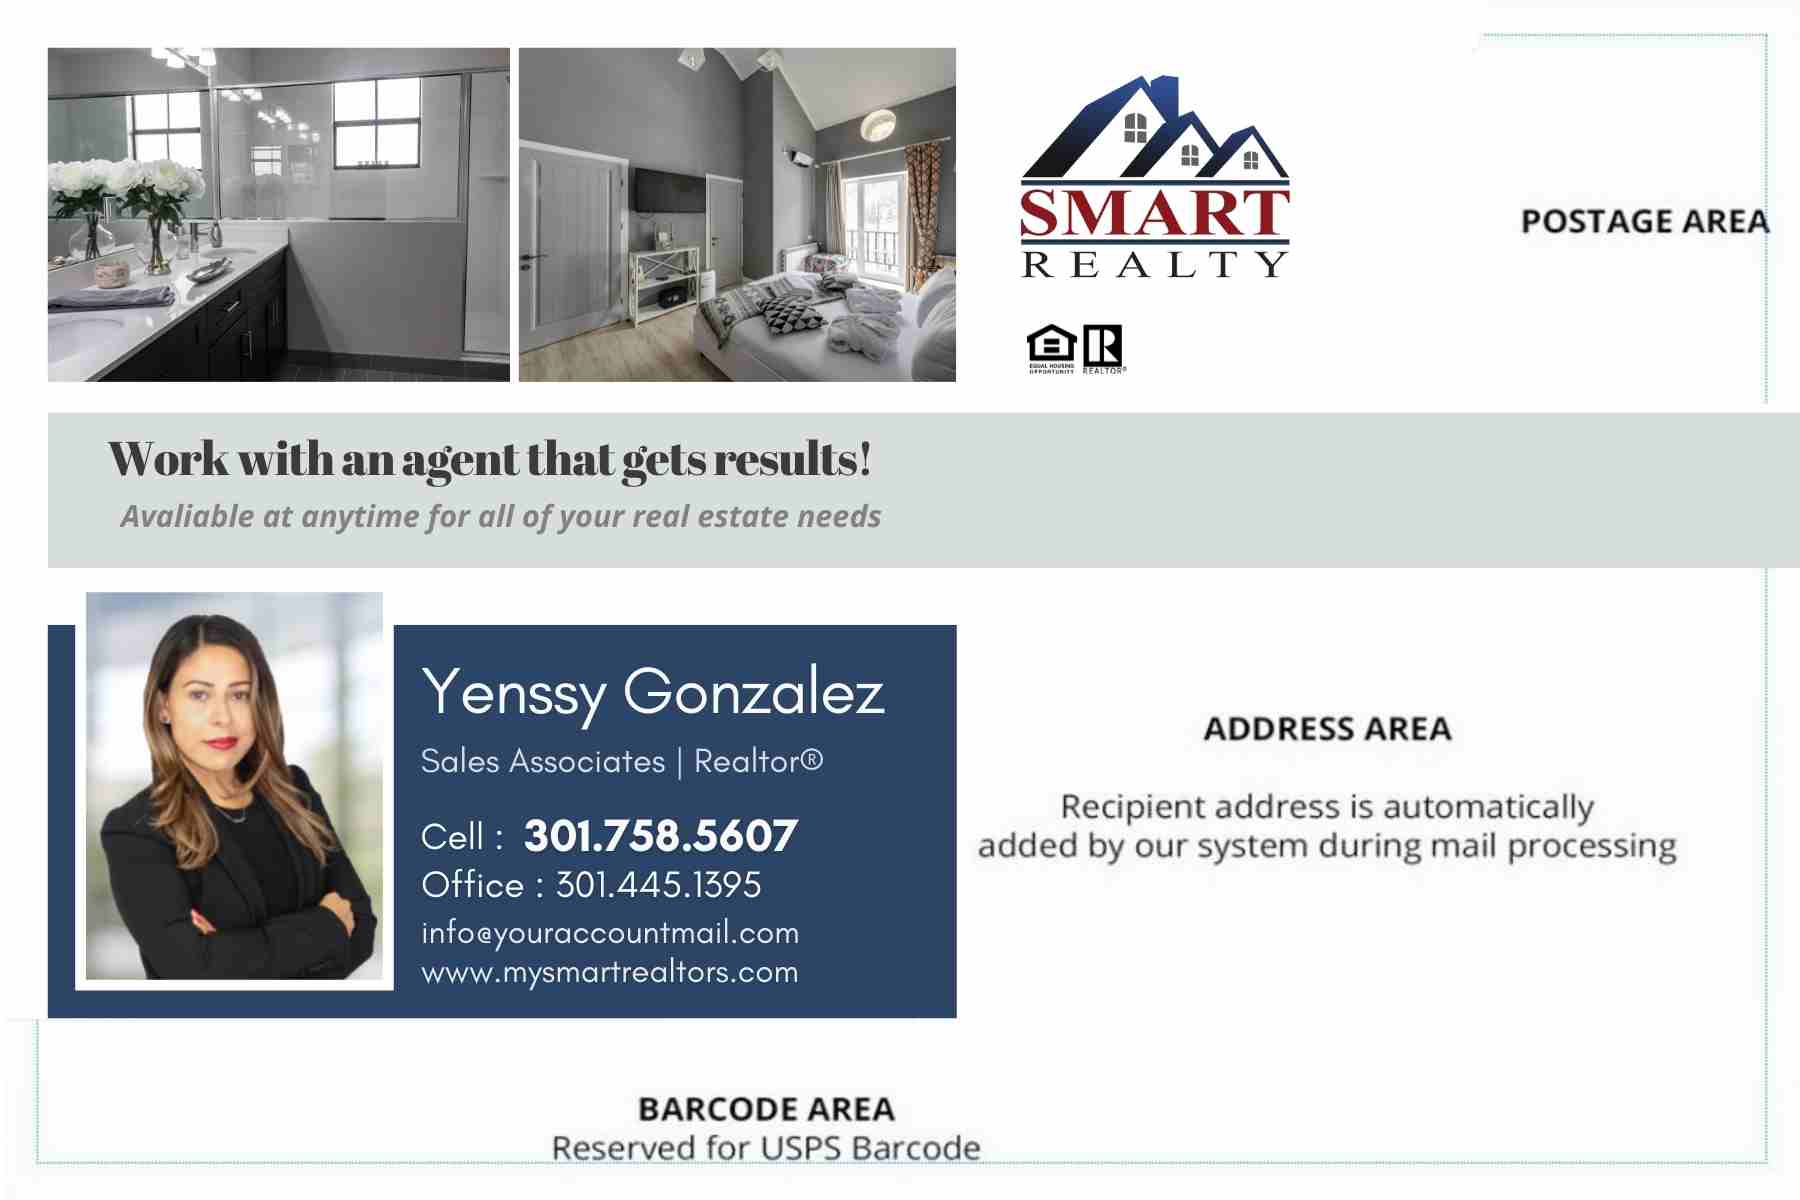 SMART
REALTY
EQUAL HOUSING
OPPORTUNITY
REALTOR®
POSTAGE AREA
Work with an agent that gets results!
Avaliable at anytime for all of your real estate needs
Yenssy Gonzalez
Sales Associates | Realtor®
Cell : 301.758.5607
Office : 301.445.1395
info@youraccountmail.com
www.mysmartrealtors.com
ADDRESS AREA
Recipient address is automatically
added by our system during mail processing
BARCODE AREA
Reserved for USPS Barcode